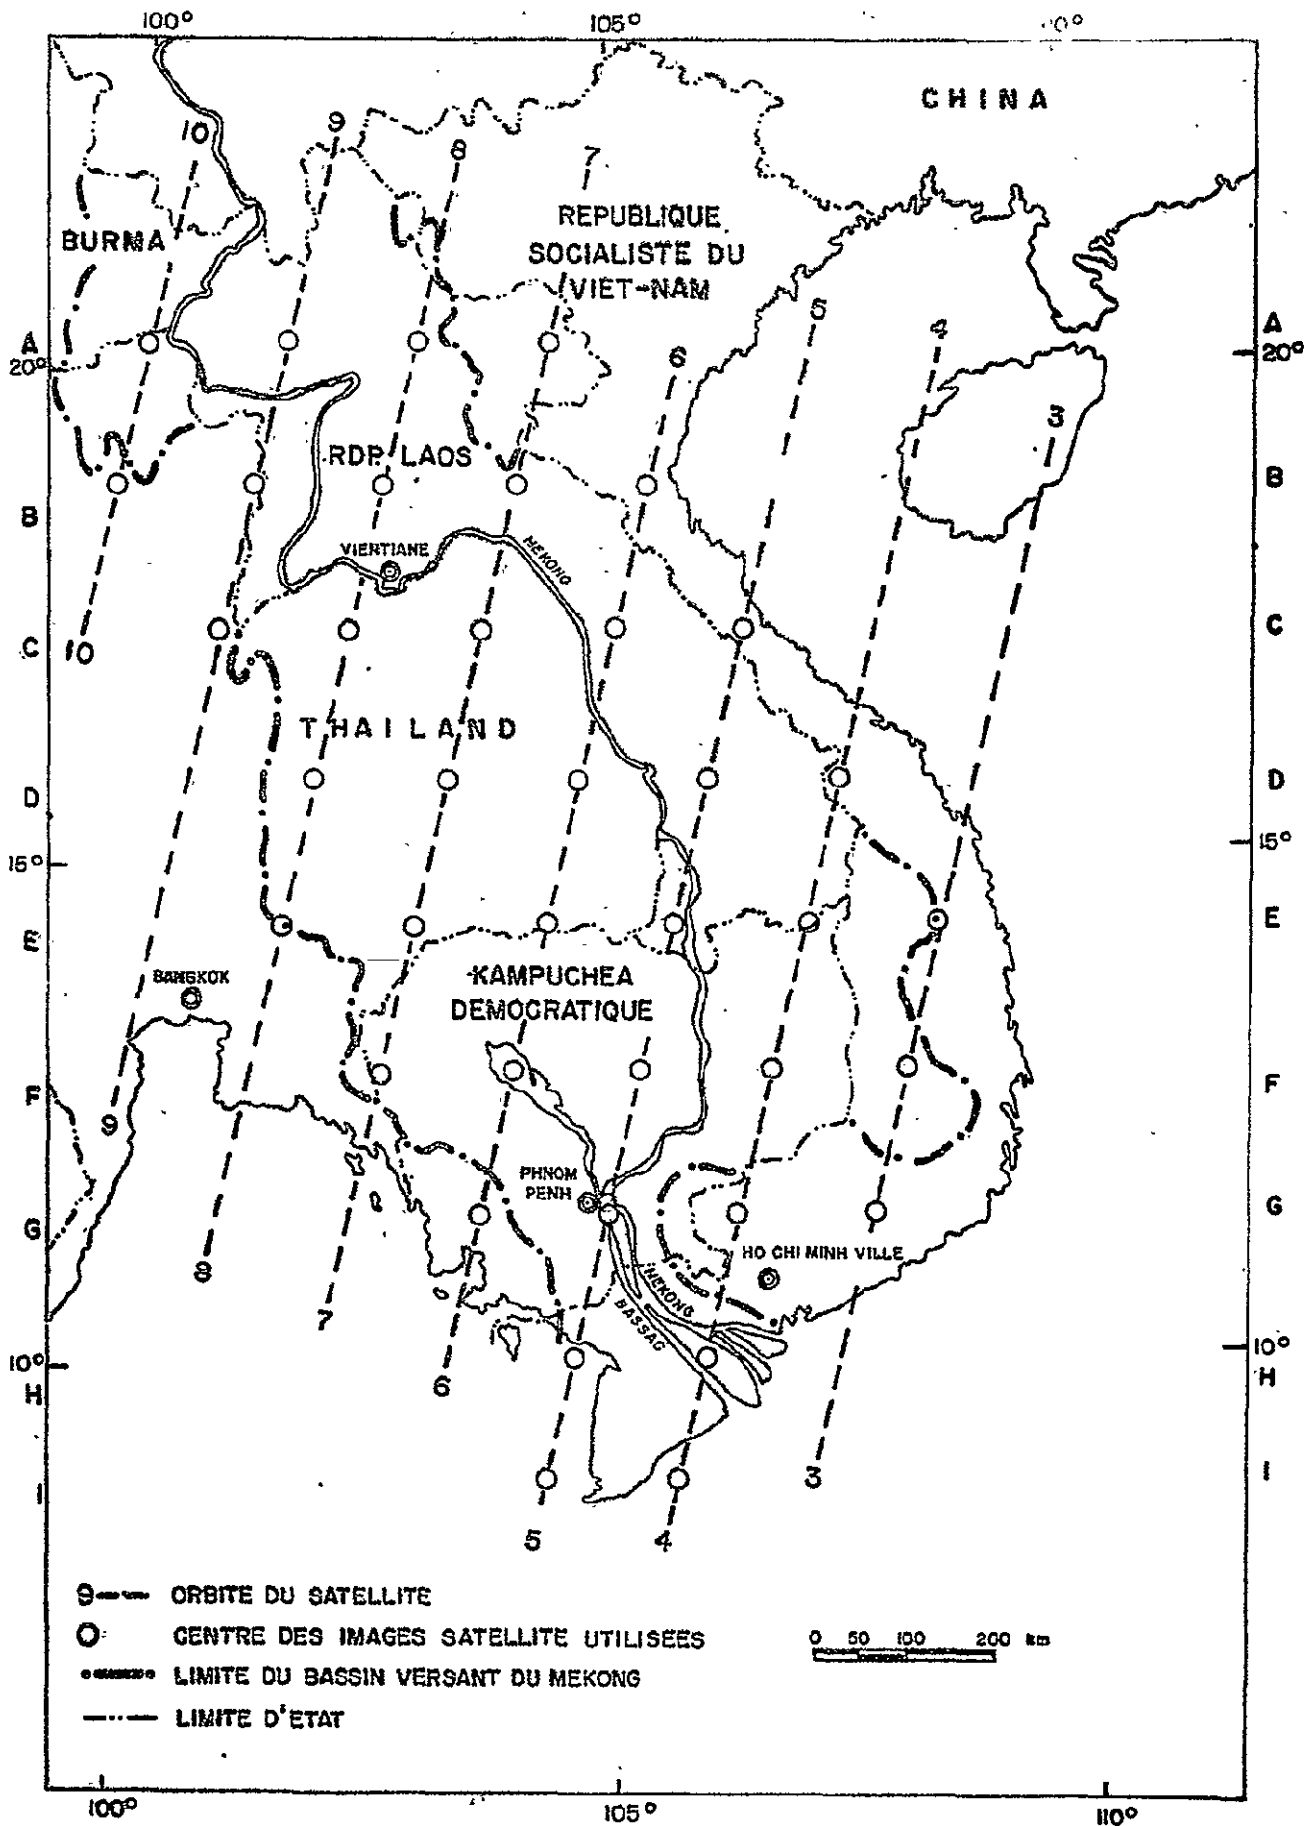 100° 105° 10°
CHINA
10 9 8 7
BURMA
REPUBLIQUE
SOCIALISTE DU
VIET-NAM
5 4
A A
20° 20°
6
3
RDP. LAOS
B B
VIERTIANE
MEKONG
10
C C
THAILAND
D D
15° 15°
E E
BANGKOK
KAMPUCHEA
DEMOCRATIQUE
F F
9
PHNOM
PENH
G G
HO CHI MINH VILLE
8
MEKONG
BASSAC
7
10° 10°
6
H H
3
I I
5 4
9 ORBITE DU SATELLITE
CENTRE DES IMAGES SATELLITE UTILISEES
0 50 100 200 km
LIMITE DU BASSIN VERSANT DU MEKONG
LIMITE D'ETAT
100° 105° 110°